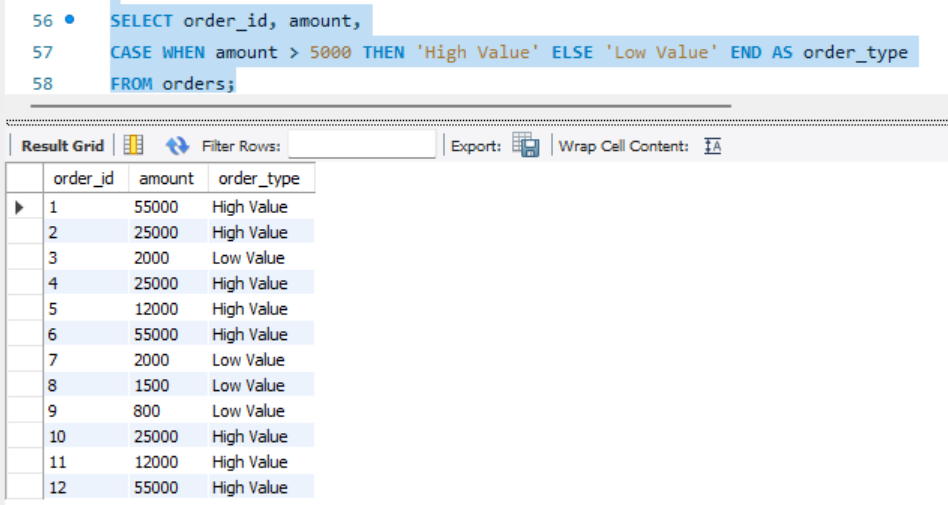 56 SELECT order_id, amount,
57 CASE WHEN amount > 5000 THEN 'High Value' ELSE 'Low Value' END AS order_type
58 FROM orders;
Result Grid Filter Rows: Export: Wrap Cell Content: IA
order_id amount order_type
1 55000 High Value
2 25000 High Value
3 2000 Low Value
4 25000 High Value
5 12000 High Value
6 55000 High Value
7 2000 Low Value
8 1500 Low Value
9 800 Low Value
10 25000 High Value
11 12000 High Value
12 55000 High Value